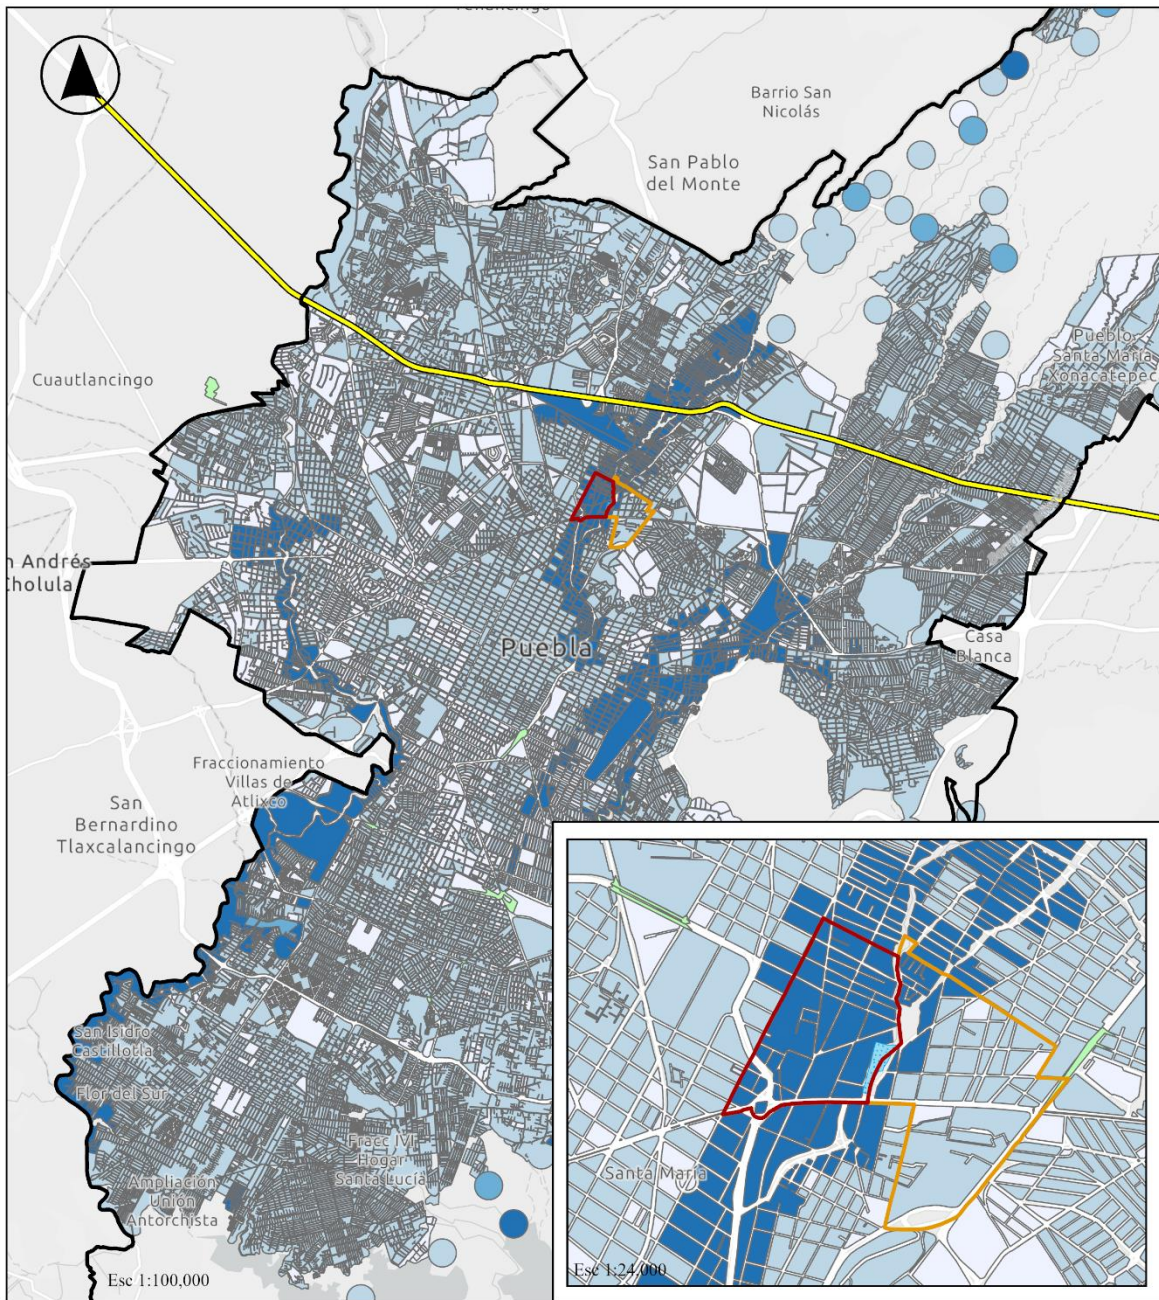 Barrio San
Nicolás
San Pablo
del Monte
Pueblo
Santa María
Xonacatepec
Cuautlancingo
n Andrés
Cholula
Puebla
Casa
Blanca
Fraccionamiento
Villas de
Atlixco
San
Bernardino
Tlaxcalancingo
San Isidro
Castillotla
Flor del Sur
Fracc IVI
Hogar
Santa Lucía
Ampliación
Unión
Antorchista
Esc 1:100,000
Santa María
Esc 1:24,000